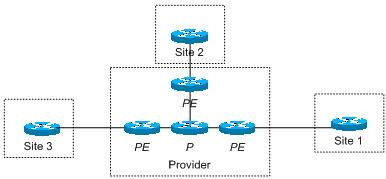 Site 2
PE
Site 3
PE
P
PE
Site 1
Provider